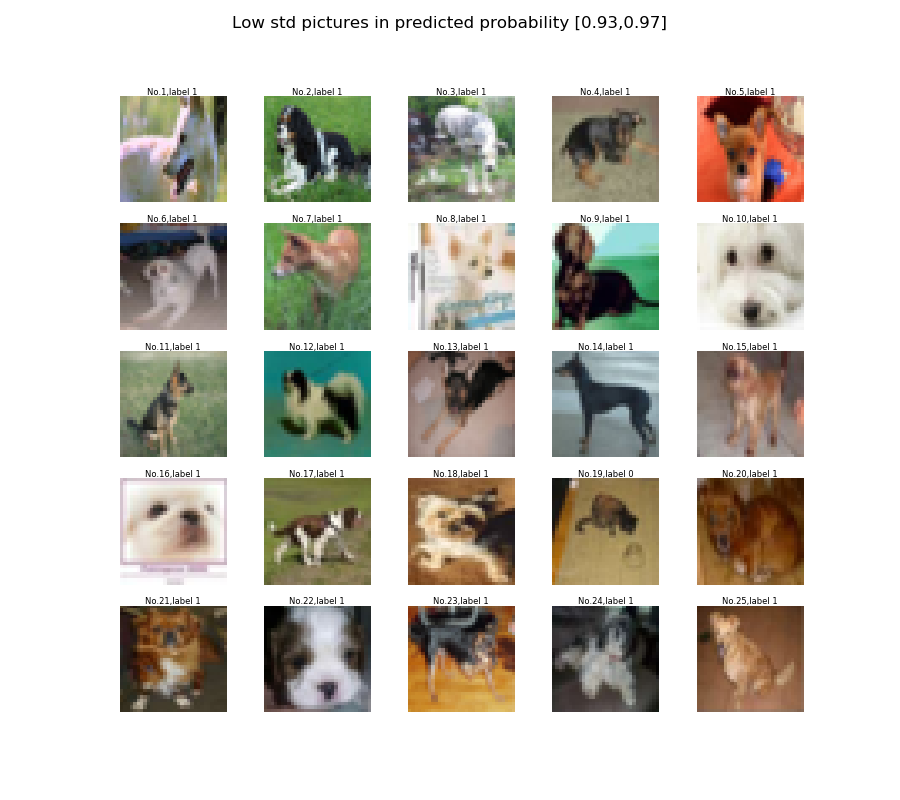 Low std pictures in predicted probability [0.93,0.97]
No.1,label 1
No.2,label 1
No.3,label 1
No.4,label 1
No.5,label 1
No.6,label 1
No.7,label 1
No.8,label 1
No.9,label 1
No.10,label 1
No.11,label 1
No.12,label 1
No.13,label 1
No.14,label 1
No.15,label 1
No.16,label 1
No.17,label 1
No.18,label 1
No.19,label 0
No.20,label 1
No.21,label 1
No.22,label 1
No.23,label 1
No.24,label 1
No.25,label 1